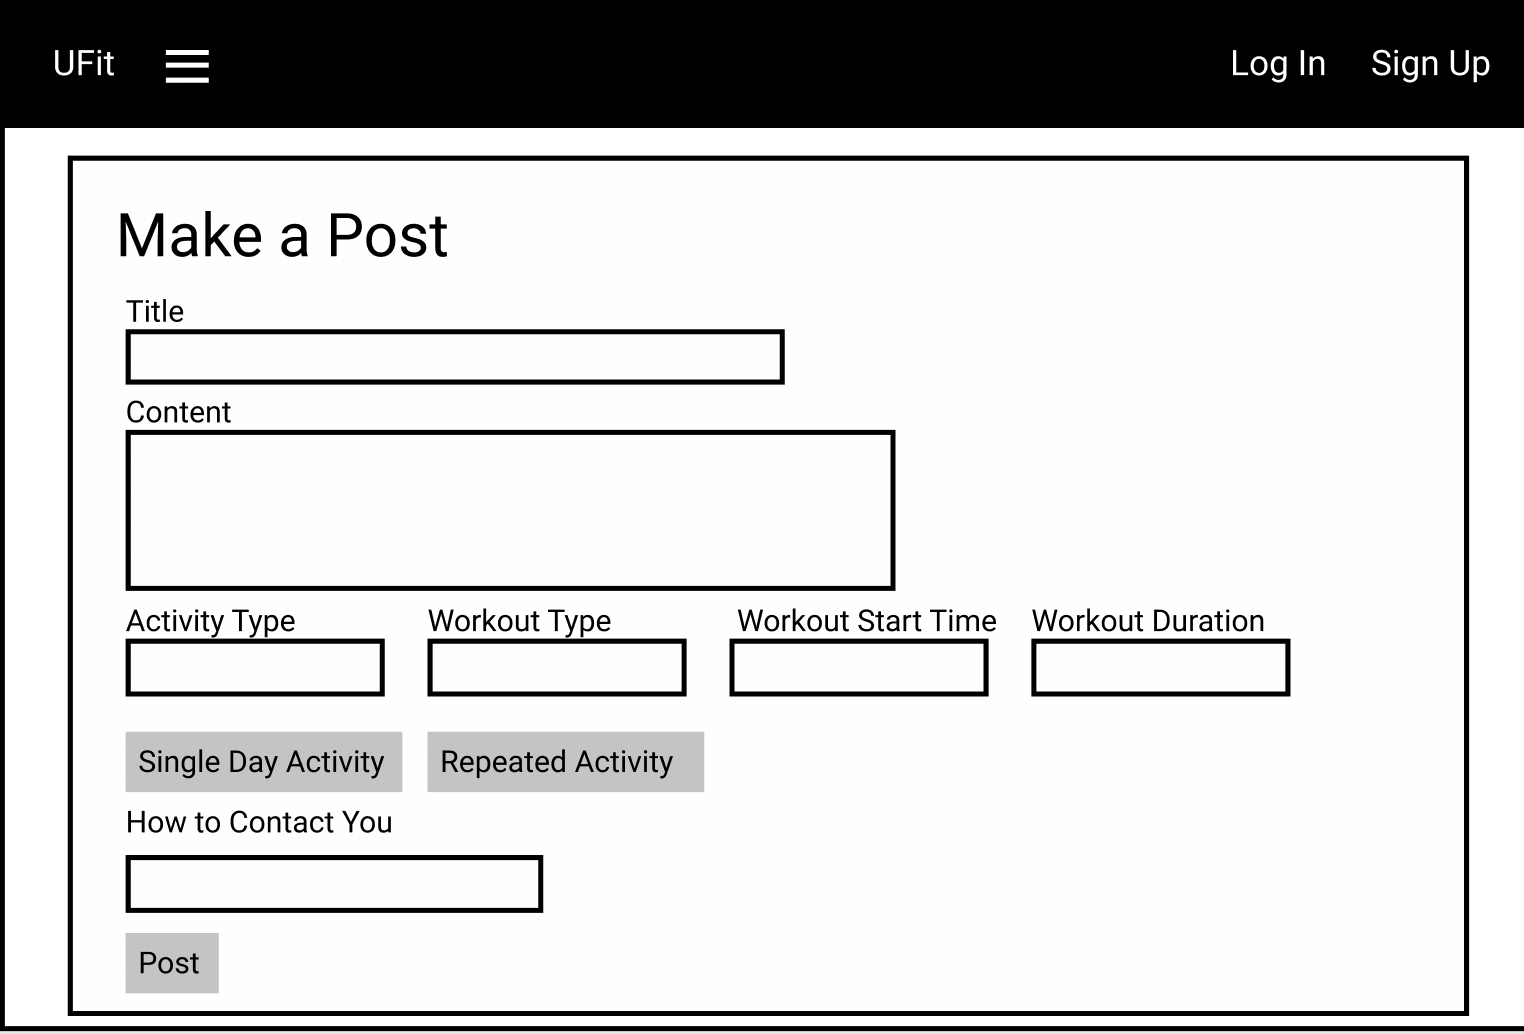 UFit Log In Sign Up
Make a Post
Title
Content
Activity Type Workout Type Workout Start Time Workout Duration
Single Day Activity Repeated Activity
How to Contact You
Post